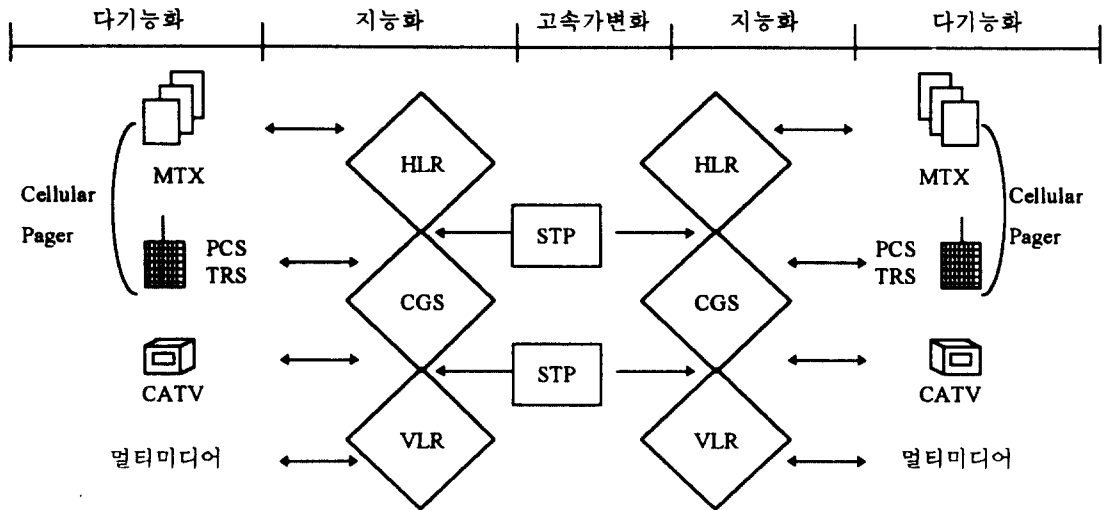 다기능화 지능화 고속가변화 지능화 다기능화
HLR HLR
MTX MTX
Cellular Cellular
Pager Pager
STP STP
PCS PCS
TRS TRS
CGS CGS
CATV CATV
VLR VLR
멀티미디어 멀티미디어